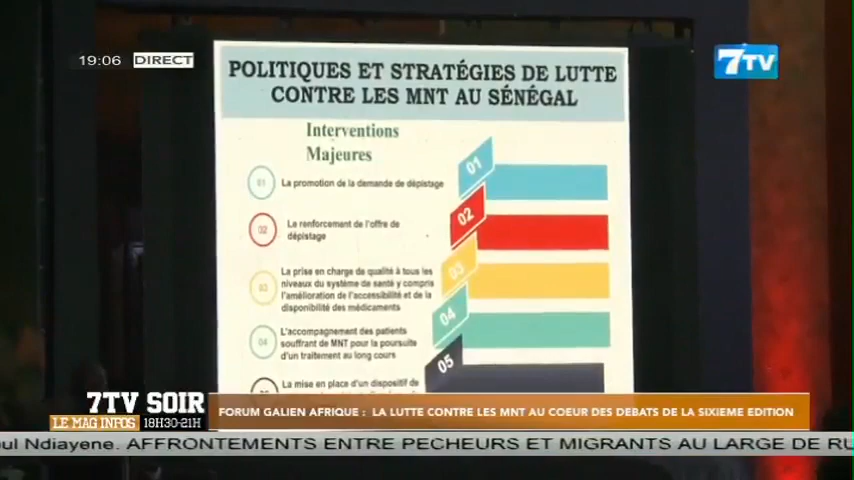 19:06 DIRECT
7TV
POLITIQUES ET STRATÉGIES DE LUTTE
CONTRE LES MNT AU SÉNÉGAL
Interventions
Majeures
01
La promotion de la demande de dépistage
01
02
Le renforcement de l'offre de
dépistage
02
03
La prise en charge de qualité à tous les
niveaux du système de santé y compris
l'amélioration de l'accessibilité et de la
disponibilité des médicaments
03
04
L'accompagnement des patients
souffrant de MNT pour la poursuite
d'un traitement au long cours
04
La mise en place d'un dispositif de
05
7TV SOIR
LE MAG INFOS 18H30-21H
FORUM GALIEN AFRIQUE : LA LUTTE CONTRE LES MNT AU COEUR DES DEBATS DE LA SIXIEME EDITION
Ndiayene. AFFRONTEMENTS ENTRE PECHEURS ET MIGRANTS AU LARGE DE